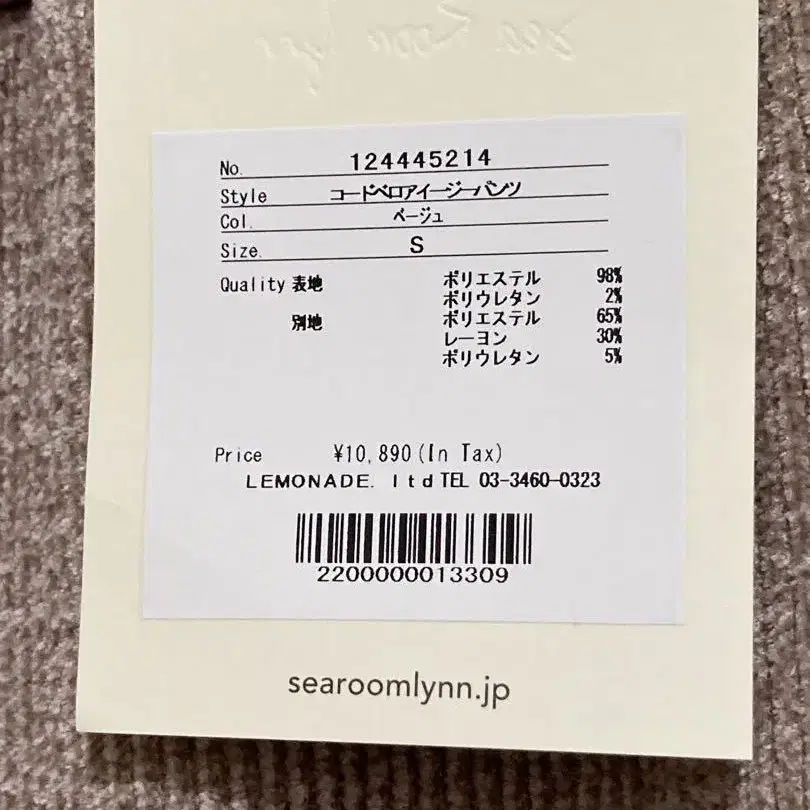 sea Room lynn
No. 124445214
Style コードベロアイージーパンツ
Col. ベージュ
Size. S
Quality 表地 ポリエステル 98%
ポリウレタン 2%
別地 ポリエステル 65%
レーヨン 30%
ポリウレタン 5%
Price ¥10,890(In Tax)
LEMONADE. ltd TEL 03-3460-0323
2200000013309
searoomlynn.jp